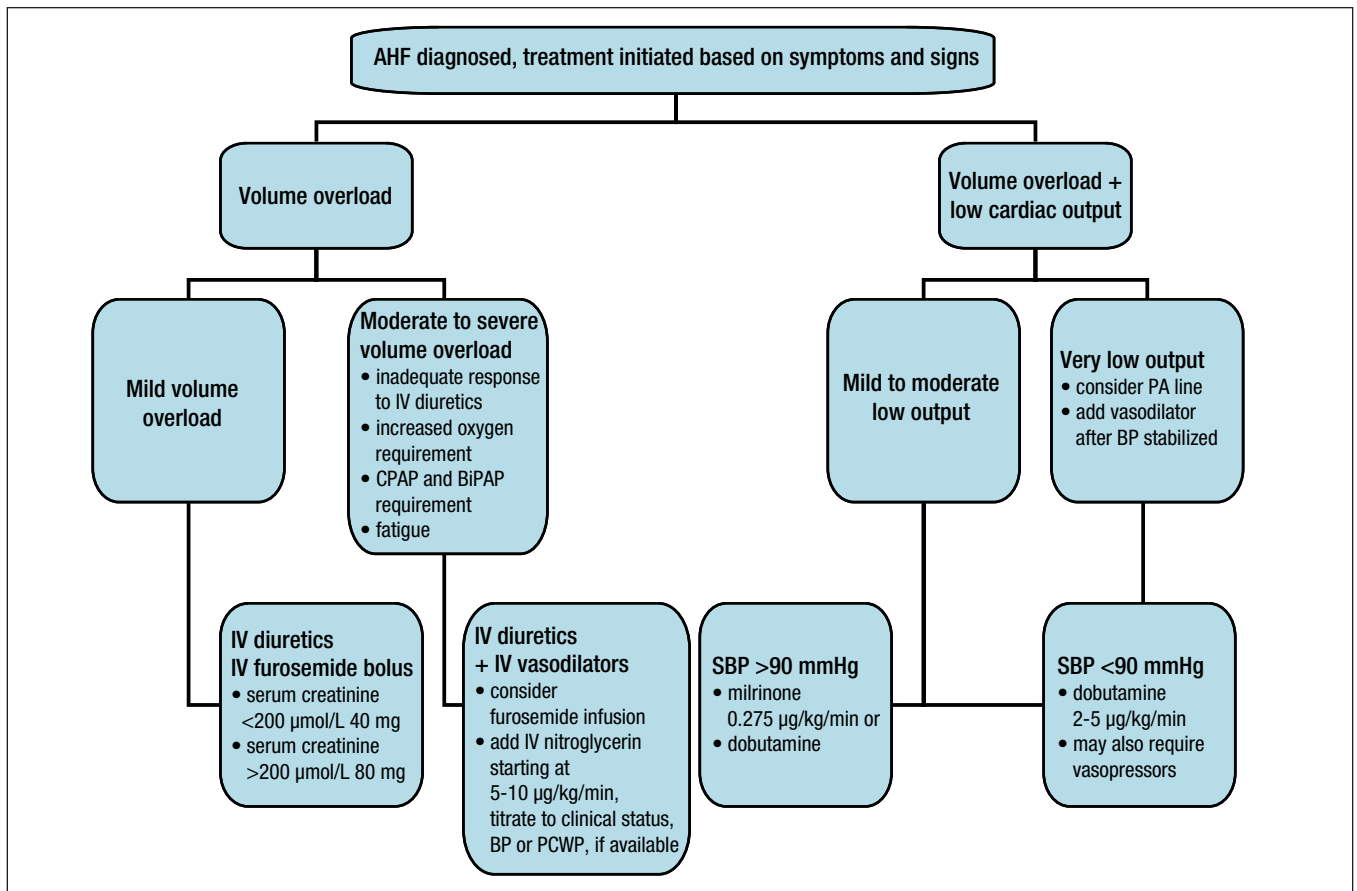 AHF diagnosed, treatment initiated based on symptoms and signs
Volume overload
Volume overload +
low cardiac output
Mild volume
overload
Moderate to severe
volume overload
• inadequate response
to IV diuretics
• increased oxygen
requirement
• CPAP and BiPAP
requirement
• fatigue
Mild to moderate
low output
Very low output
• consider PA line
• add vasodilator
after BP stabilized
IV diuretics
IV furosemide bolus
• serum creatinine
<200 µmol/L 40 mg
• serum creatinine
>200 µmol/L 80 mg
IV diuretics
+ IV vasodilators
• consider
furosemide infusion
• add IV nitroglycerin
starting at
5-10 µg/kg/min,
titrate to clinical status,
BP or PCWP, if available
SBP >90 mmHg
• milrinone
0.275 µg/kg/min or
• dobutamine
SBP <90 mmHg
• dobutamine
2-5 µg/kg/min
• may also require
vasopressors